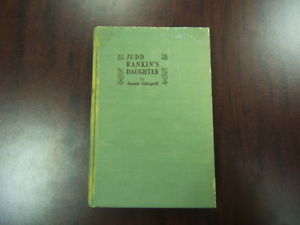 JUDD
RANKIN'S
DAUGHTER
by
Susan Glaspell